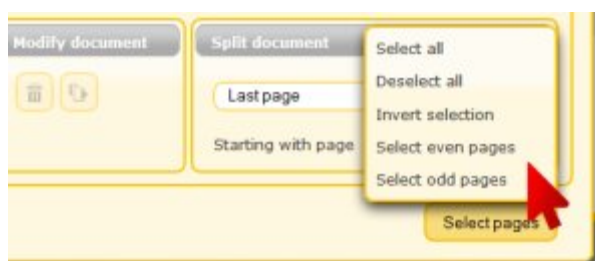 Modify document
Split document
Last page
Starting with page
Select all
Deselect all
Invert selection
Select even pages
Select odd pages
Select pages